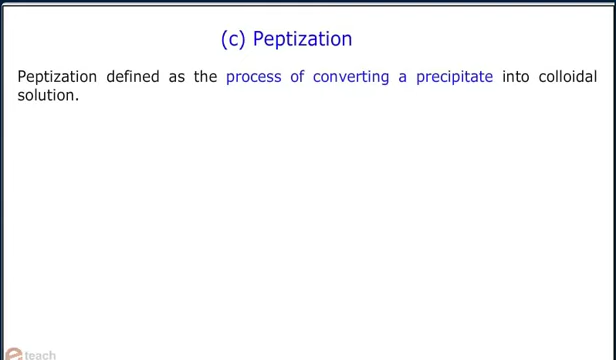 (c) Peptization
Peptization defined as the process of converting a precipitate into colloidal
solution.
e teach